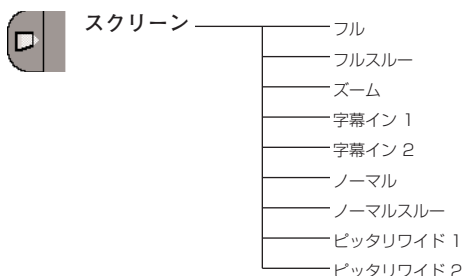 スクリーン
フル
フルスルー
ズーム
字幕イン 1
字幕イン 2
ノーマル
ノーマルスルー
ピッタリワイド 1
ピッタリワイド 2